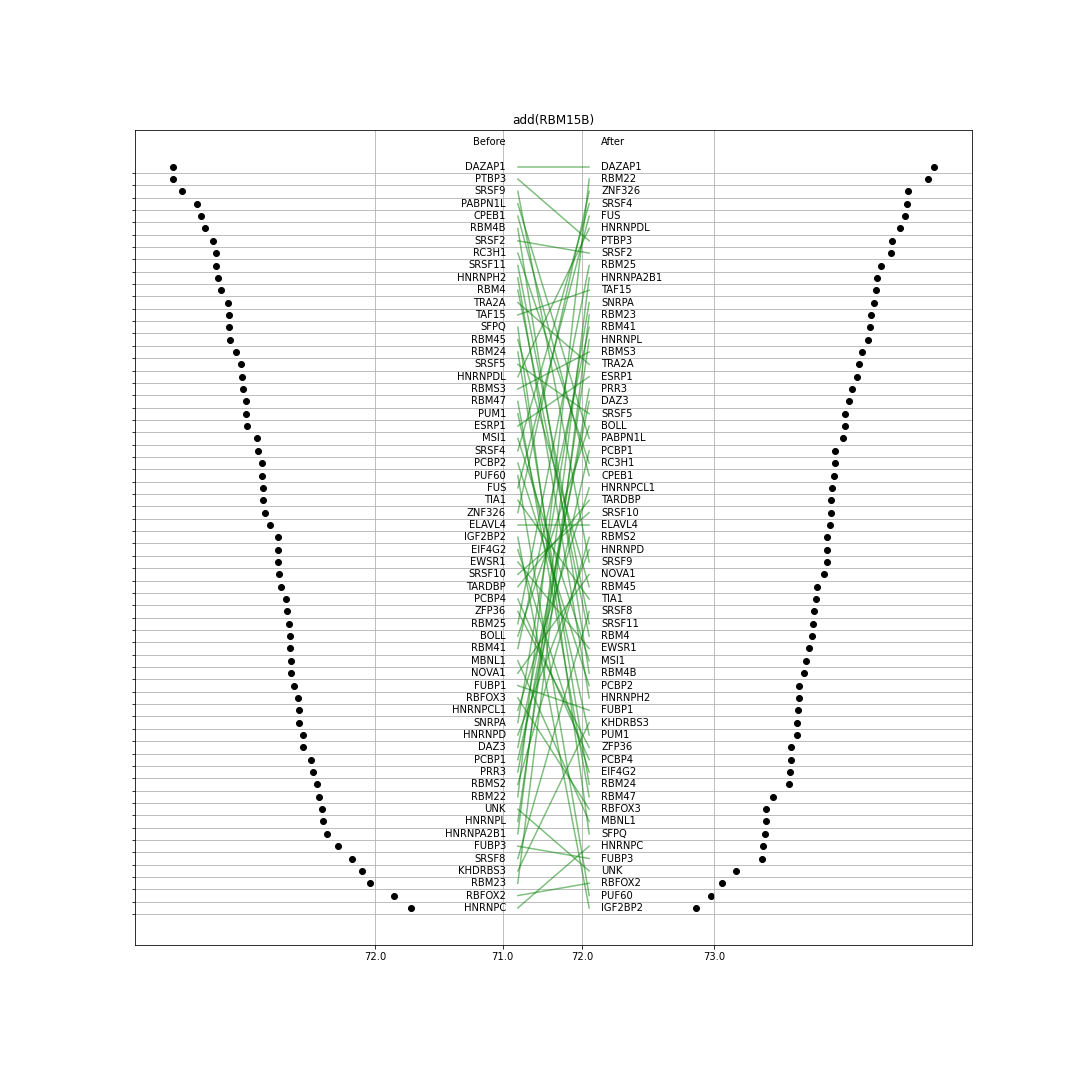 add(RBM15B)
Before After
DAZAP1 DAZAP1
PTBP3 RBM22
SRSF9 ZNF326
PABPN1L SRSF4
CPEB1 FUS
RBM4B HNRNPDL
SRSF2 PTBP3
RC3H1 SRSF2
SRSF11 RBM25
HNRNPH2 HNRNPA2B1
RBM4 TAF15
TRA2A SNRPA
TAF15 RBM23
SFPQ RBM41
RBM45 HNRNPL
RBM24 RBMS3
SRSF5 TRA2A
HNRNPDL ESRP1
RBMS3 PRR3
RBM47 DAZ3
PUM1 SRSF5
ESRP1 BOLL
MSI1 PABPN1L
SRSF4 PCBP1
PCBP2 RC3H1
PUF60 CPEB1
FUS HNRNPCL1
TIA1 TARDBP
ZNF326 SRSF10
ELAVL4 ELAVL4
IGF2BP2 RBMS2
EIF4G2 HNRNPD
EWSR1 SRSF9
SRSF10 NOVA1
TARDBP RBM45
PCBP4 TIA1
ZFP36 SRSF8
RBM25 SRSF11
BOLL RBM4
RBM41 EWSR1
MBNL1 MSI1
NOVA1 RBM4B
FUBP1 PCBP2
RBFOX3 HNRNPH2
HNRNPCL1 FUBP1
SNRPA KHDRBS3
HNRNPD PUM1
DAZ3 ZFP36
PCBP1 PCBP4
PRR3 EIF4G2
RBMS2 RBM24
RBM22 RBM47
UNK RBFOX3
HNRNPL MBNL1
HNRNPA2B1 SFPQ
FUBP3 HNRNPC
SRSF8 FUBP3
KHDRBS3 UNK
RBM23 RBFOX2
RBFOX2 PUF60
HNRNPC IGF2BP2
72.0 71.0 72.0 73.0